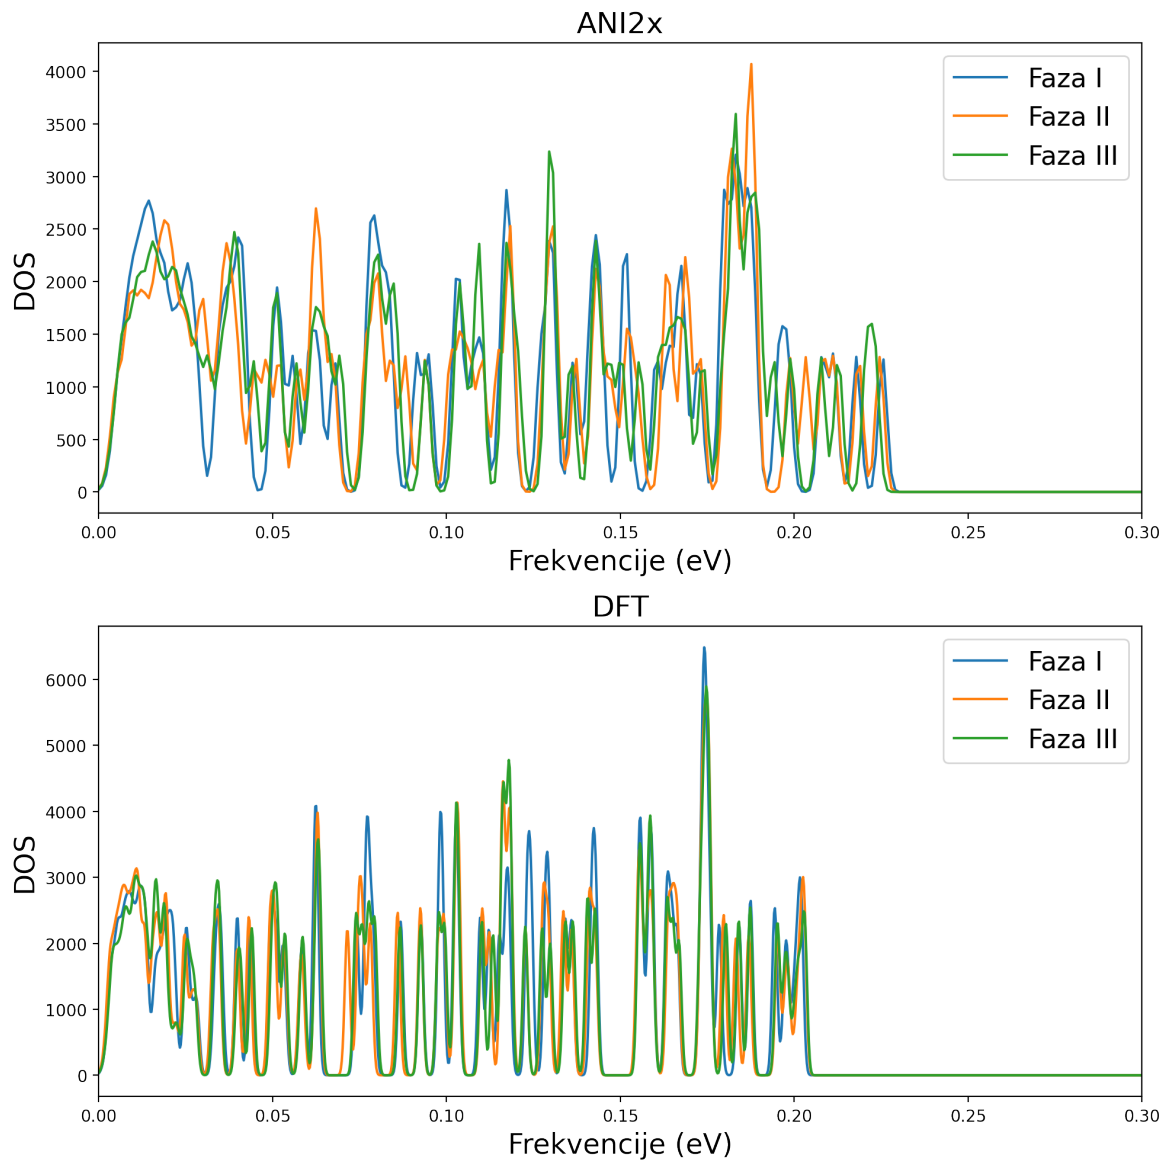 ANI2x
4000
3500
3000
2500
2000
1500
1000
500
0
DOS
Faza I
Faza II
Faza III
0.00 0.05 0.10 0.15 0.20 0.25 0.30
Frekvencije (eV)
DFT
6000
5000
4000
3000
2000
1000
0
DOS
Faza I
Faza II
Faza III
0.00 0.05 0.10 0.15 0.20 0.25 0.30
Frekvencije (eV)